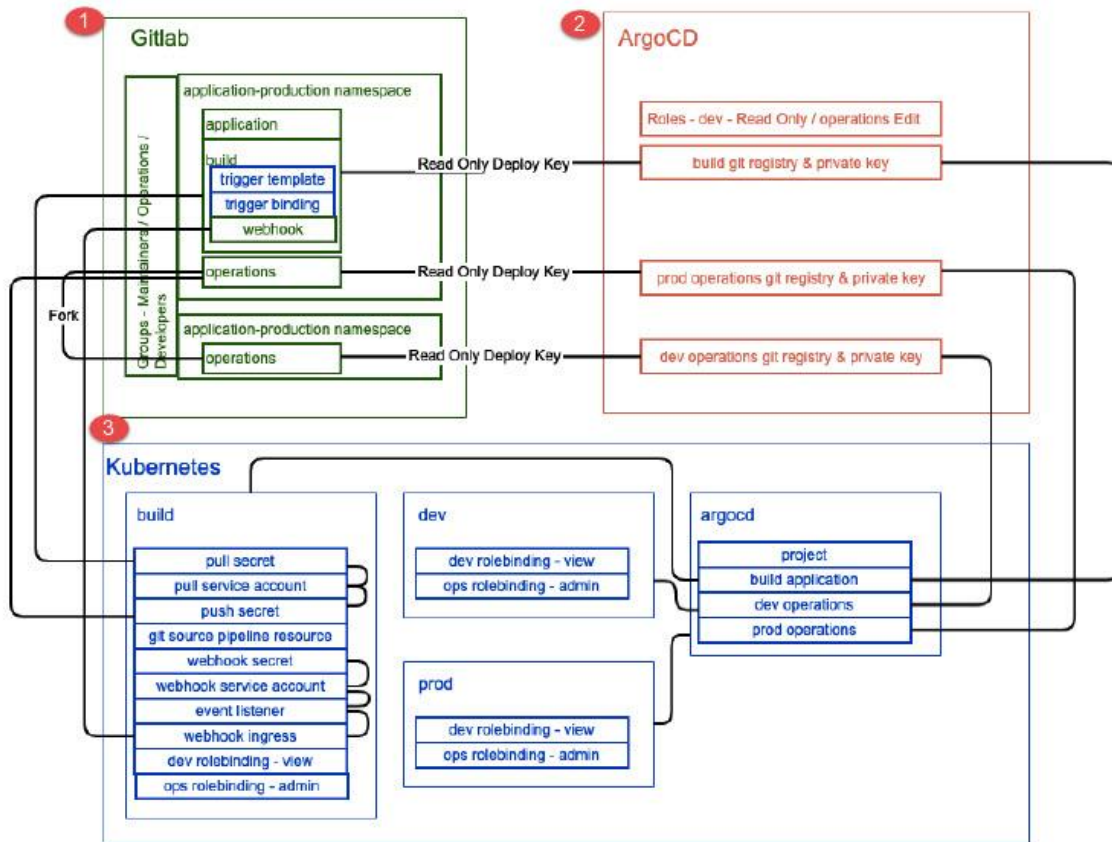 1
Gitlab
application-production namespace
application
build
trigger template
trigger binding
webhook
operations
Groups - Maintainers / Operations /
Developers
Fork
application-production namespace
operations
Read Only Deploy Key
Read Only Deploy Key
Read Only Deploy Key
2
ArgoCD
Roles - dev - Read Only / operations Edit
build git registry & private key
prod operations git registry & private key
dev operations git registry & private key
3
Kubernetes
build
pull secret
pull service account
push secret
git source pipeline resource
webhook secret
webhook service account
event listener
webhook ingress
dev rolebinding - view
ops rolebinding - admin
dev
dev rolebinding - view
ops rolebinding - admin
prod
dev rolebinding - view
ops rolebinding - admin
argocd
project
build application
dev operations
prod operations